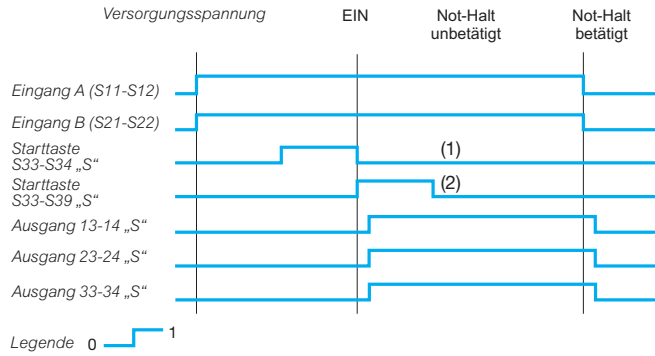 Versorgungsspannung EIN Not-Halt Not-Halt
unbetätigt betätigt
Eingang A (S11-S12)
Eingang B (S21-S22)
Starttaste
S33-S34 „S“ (1)
Starttaste
S33-S39 „S“ (2)
Ausgang 13-14 „S“
Ausgang 23-24 „S“
Ausgang 33-34 „S“
Legende 0 1